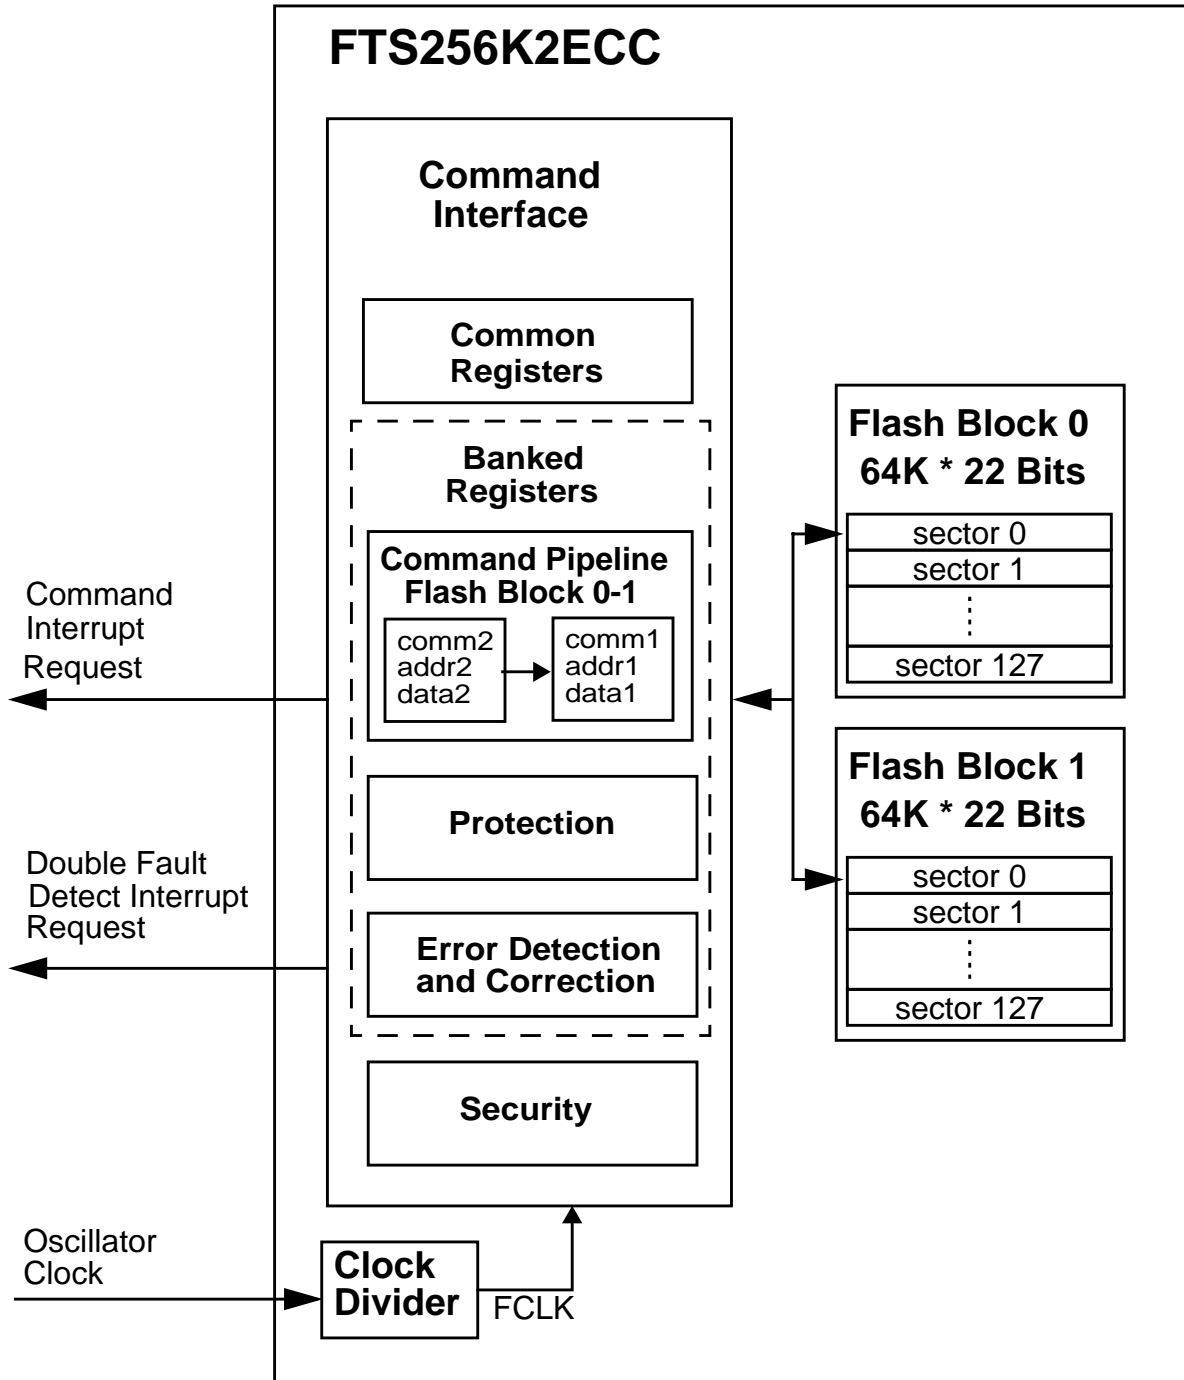 FTS256K2ECC
Command
Interface
Common
Registers
Banked
Registers
Command Pipeline
Flash Block 0-1
comm2
addr2
data2
comm1
addr1
data1
Protection
Error Detection
and Correction
Security
Command
Interrupt
Request
Double Fault
Detect Interrupt
Request
Oscillator
Clock
Clock
Divider
FCLK
Flash Block 0
64K * 22 Bits
sector 0
sector 1
sector 127
Flash Block 1
64K * 22 Bits
sector 0
sector 1
sector 127